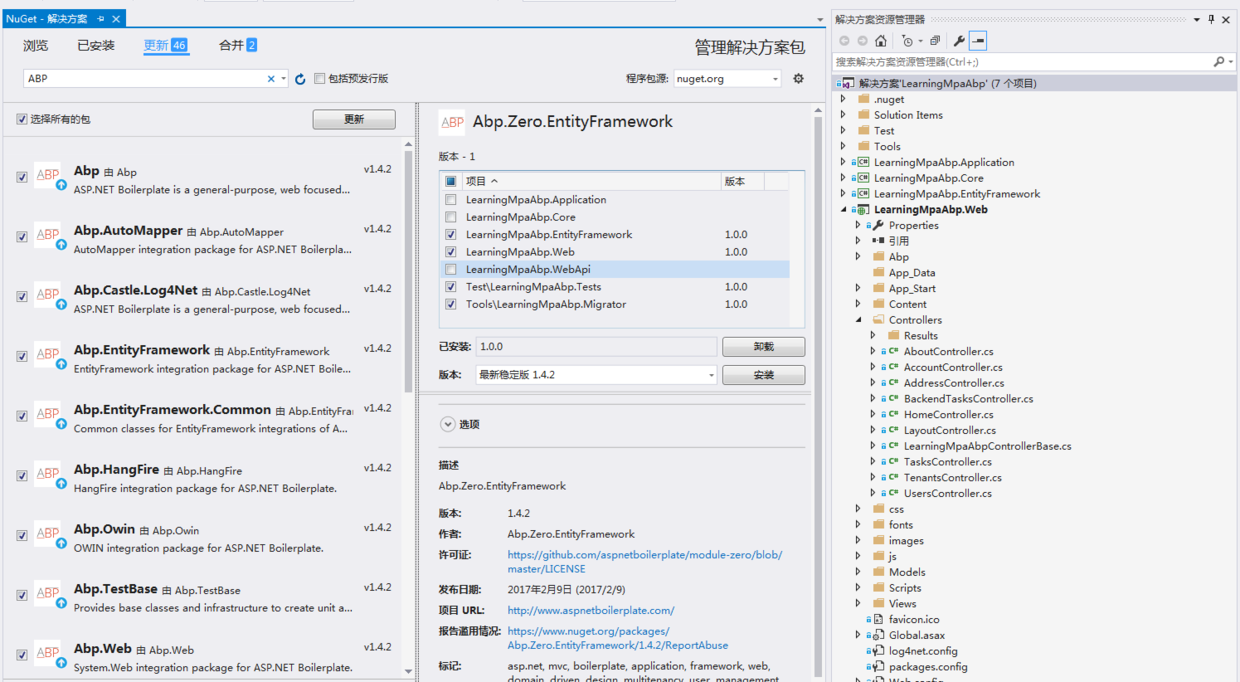 NuGet - 解决方案
浏览 已安装 更新 46 合并 2
管理解决方案包
ABP
包括预发行版
程序包源: nuget.org
选择所有的包 更新
ABP Abp 由 Abp v1.4.2
ASP.NET Boilerplate is a general-purpose, web focused...
ABP Abp.AutoMapper 由 Abp.AutoMapper v1.4.2
AutoMapper integration package for ASP.NET Boilerpla...
ABP Abp.Castle.Log4Net 由 Abp.Castle.Log4Net v1.4.2
ASP.NET Boilerplate is a general-purpose, web focused...
ABP Abp.EntityFramework 由 Abp.EntityFramework v1.4.2
EntityFramework integration package for ASP.NET Boile...
ABP Abp.EntityFramework.Common 由 Abp.EntityFra v1.4.2
Common classes for EntityFramework integrations of A...
ABP Abp.HangFire 由 Abp.HangFire v1.4.2
HangFire integration package for ASP.NET Boilerplate.
ABP Abp.Owin 由 Abp.Owin v1.4.2
OWIN integration package for ASP.NET Boilerplate.
ABP Abp.TestBase 由 Abp.TestBase v1.4.2
Provides base classes and infrastructure to create unit a...
ABP Abp.Web 由 Abp.Web v1.4.2
System.Web integration package for ASP.NET Boilerplate.
ABP Abp.Zero.EntityFramework
版本 - 1
项目 版本
LearningMpaAbp.Application
LearningMpaAbp.Core
LearningMpaAbp.EntityFramework 1.0.0
LearningMpaAbp.Web 1.0.0
LearningMpaAbp.WebApi
Test\LearningMpaAbp.Tests 1.0.0
Tools\LearningMpaAbp.Migrator 1.0.0
已安装: 1.0.0 卸载
版本: 最新稳定版 1.4.2 安装
选项
描述
Abp.Zero.EntityFramework
版本: 1.4.2
作者: Abp.Zero.EntityFramework
许可证: https://github.com/aspnetboilerplate/module-zero/blob/
master/LICENSE
发布日期: 2017年2月9日 (2017/2/9)
项目 URL: http://www.aspnetboilerplate.com/
报告滥用情况: https://www.nuget.org/packages/
Abp.Zero.EntityFramework/1.4.2/ReportAbuse
标记: asp.net, mvc, boilerplate, application, framework, web,
domain, driven, design, multitenancy, user, management,
解决方案资源管理器
搜索解决方案资源管理器(Ctrl+;)
解决方案'LearningMpaAbp' (7 个项目)
.nuget
Solution Items
Test
Tools
LearningMpaAbp.Application
LearningMpaAbp.Core
LearningMpaAbp.EntityFramework
LearningMpaAbp.Web
Properties
引用
Abp
App_Data
App_Start
Content
Controllers
Results
AboutController.cs
AccountController.cs
AddressController.cs
BackendTasksController.cs
HomeController.cs
LayoutController.cs
LearningMpaAbpControllerBase.cs
TasksController.cs
TenantsController.cs
UsersController.cs
css
fonts
images
js
Models
Scripts
Views
favicon.ico
Global.asax
log4net.config
packages.config
Web.config